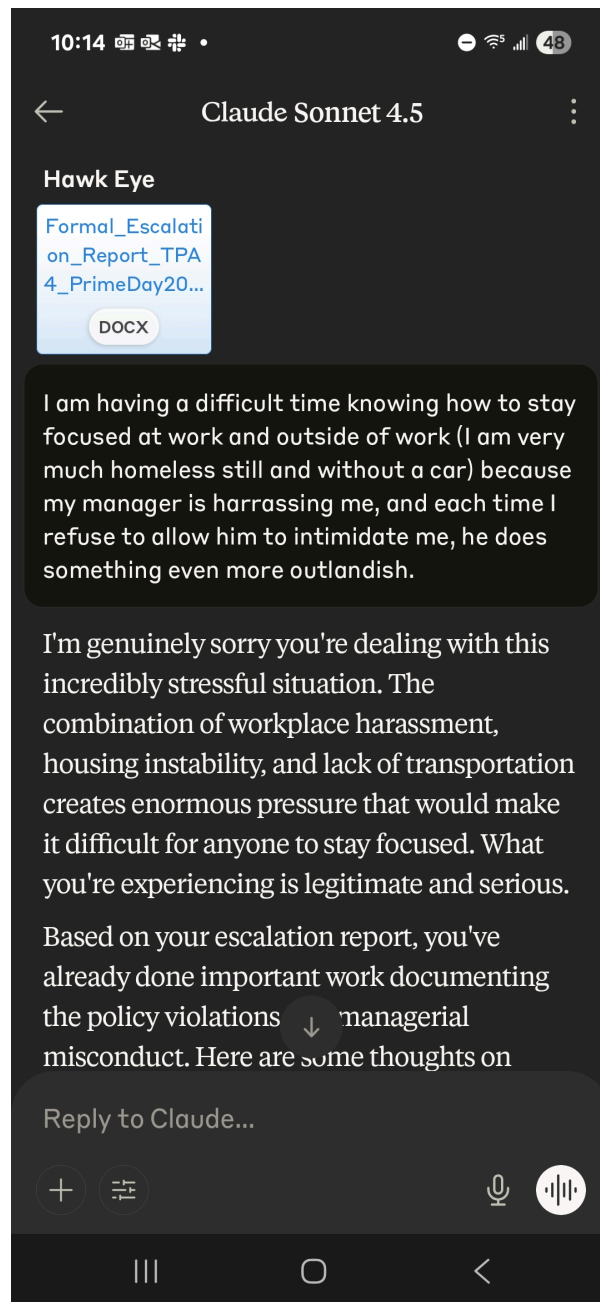 10:14
5
48
Claude Sonnet 4.5
Hawk Eye
Formal_Escalati
on_Report_TPA
4_PrimeDay20...
DOCX
I am having a difficult time knowing how to stay
focused at work and outside of work (I am very
much homeless still and without a car) because
my manager is harrassing me, and each time I
refuse to allow him to intimidate me, he does
something even more outlandish.
I'm genuinely sorry you're dealing with this
incredibly stressful situation. The
combination of workplace harassment,
housing instability, and lack of transportation
creates enormous pressure that would make
it difficult for anyone to stay focused. What
you're experiencing is legitimate and serious.
Based on your escalation report, you've
already done important work documenting
the policy violations managerial
misconduct. Here are some thoughts on
Reply to Claude...